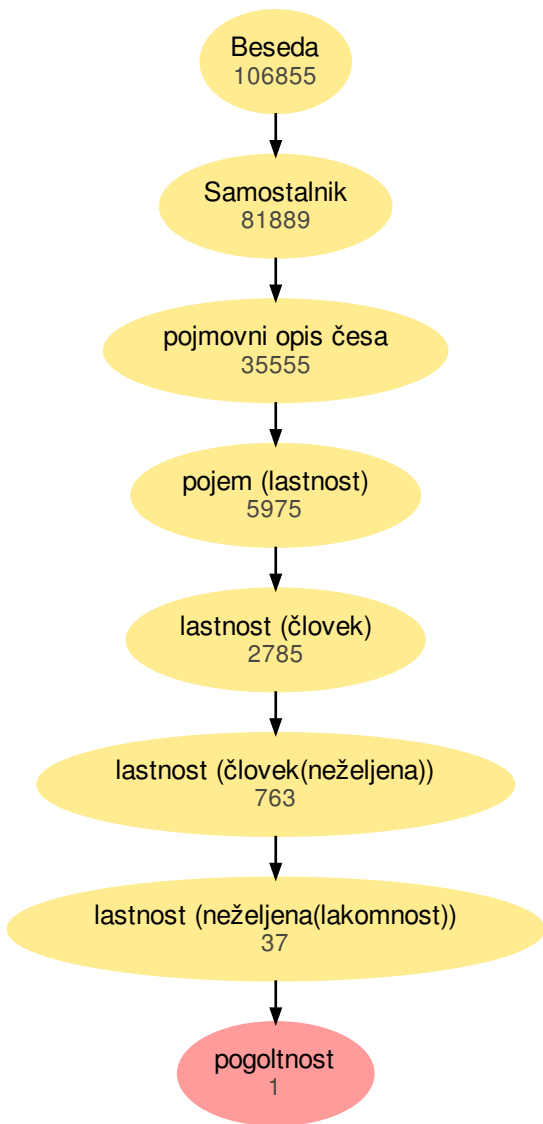 Beseda
106855
Samostalnik
81889
pojmovni opis česa
35555
pojem (lastnost)
5975
lastnost (človek)
2785
lastnost (človek(neželjena))
763
lastnost (neželjena(lakomnost))
37
pogoltnost
1